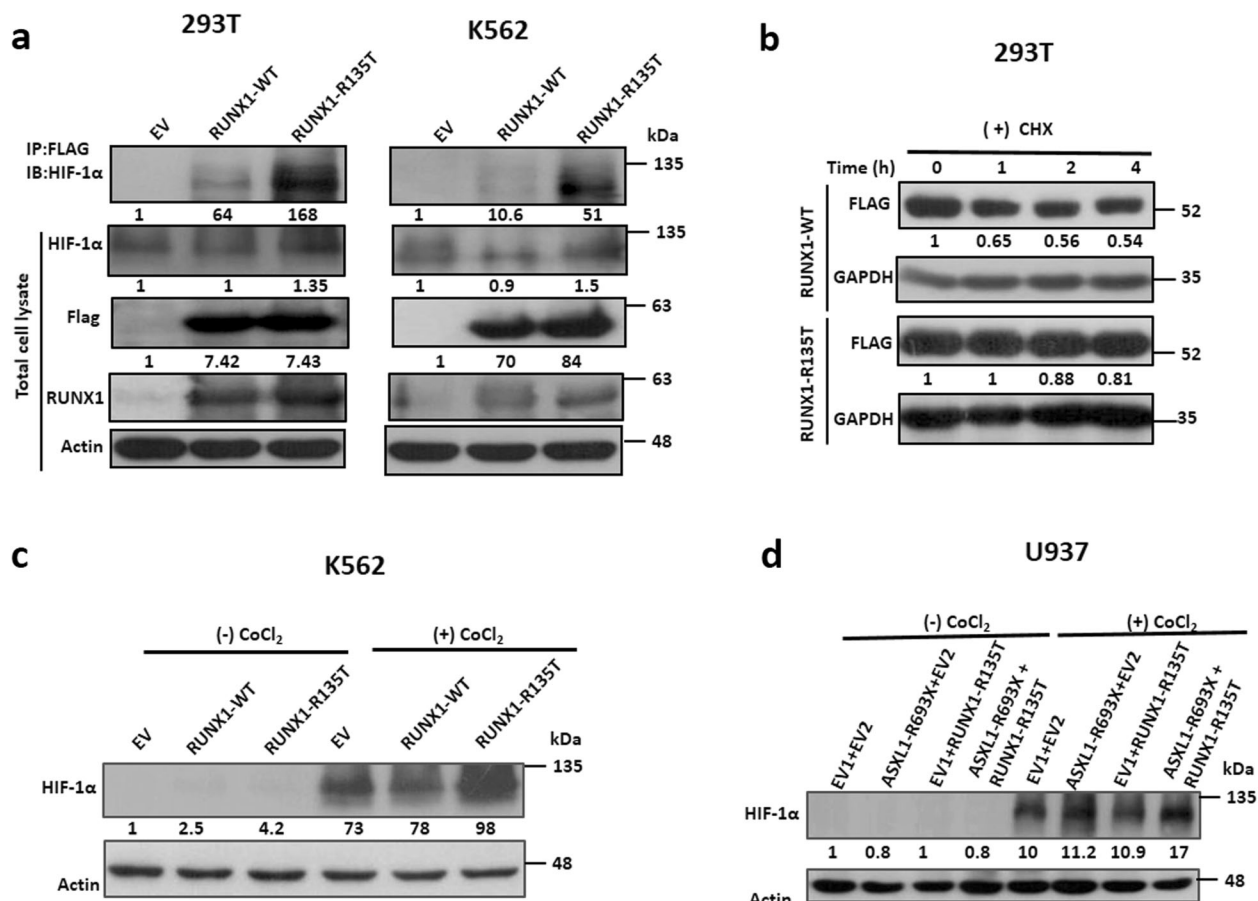 a
293T
K562
EV
RUNX1-WT
RUNX1-R135T
EV
RUNX1-WT
RUNX1-R135T
kDa
IP:FLAG
IB:HIF-1α
135
1 64 168 1 10.6 51
Total cell lysate
HIF-1α
135
1 1 1.35 1 0.9 1.5
Flag
63
1 7.42 7.43 1 70 84
RUNX1
63
Actin
48
b
293T
( +) CHX
Time (h) 0 1 2 4
RUNX1-WT
FLAG
52
1 0.65 0.56 0.54
GAPDH
35
RUNX1-R135T
FLAG
52
1 1 0.88 0.81
GAPDH
35
c
K562
(-) CoCl₂
(+) CoCl₂
EV
RUNX1-WT
RUNX1-R135T
EV
RUNX1-WT
RUNX1-R135T
kDa
HIF-1α
135
1 2.5 4.2 73 78 98
Actin
48
d
U937
(-) CoCl₂
(+) CoCl₂
EV1+EV2
ASXL1-R693X+EV2
EV1+RUNX1-R135T
ASXL1-R693X +
RUNX1-R135T
EV1+EV2
ASXL1-R693X+EV2
EV1+RUNX1-R135T
ASXL1-R693X +
RUNX1-R135T
kDa
HIF-1α
135
1 0.8 1 0.8 10 11.2 10.9 17
Actin
48